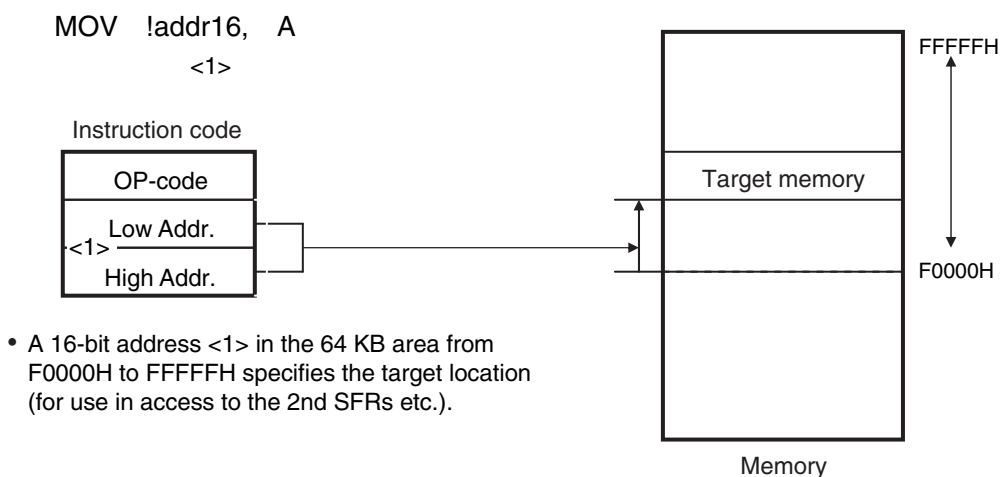 MOV !addr16, A
<1>
Instruction code
OP-code
Low Addr.
<1>
High Addr.
FFFFFH
Target memory
F0000H
Memory
• A 16-bit address <1> in the 64 KB area from
F0000H to FFFFFH specifies the target location
(for use in access to the 2nd SFRs etc.).